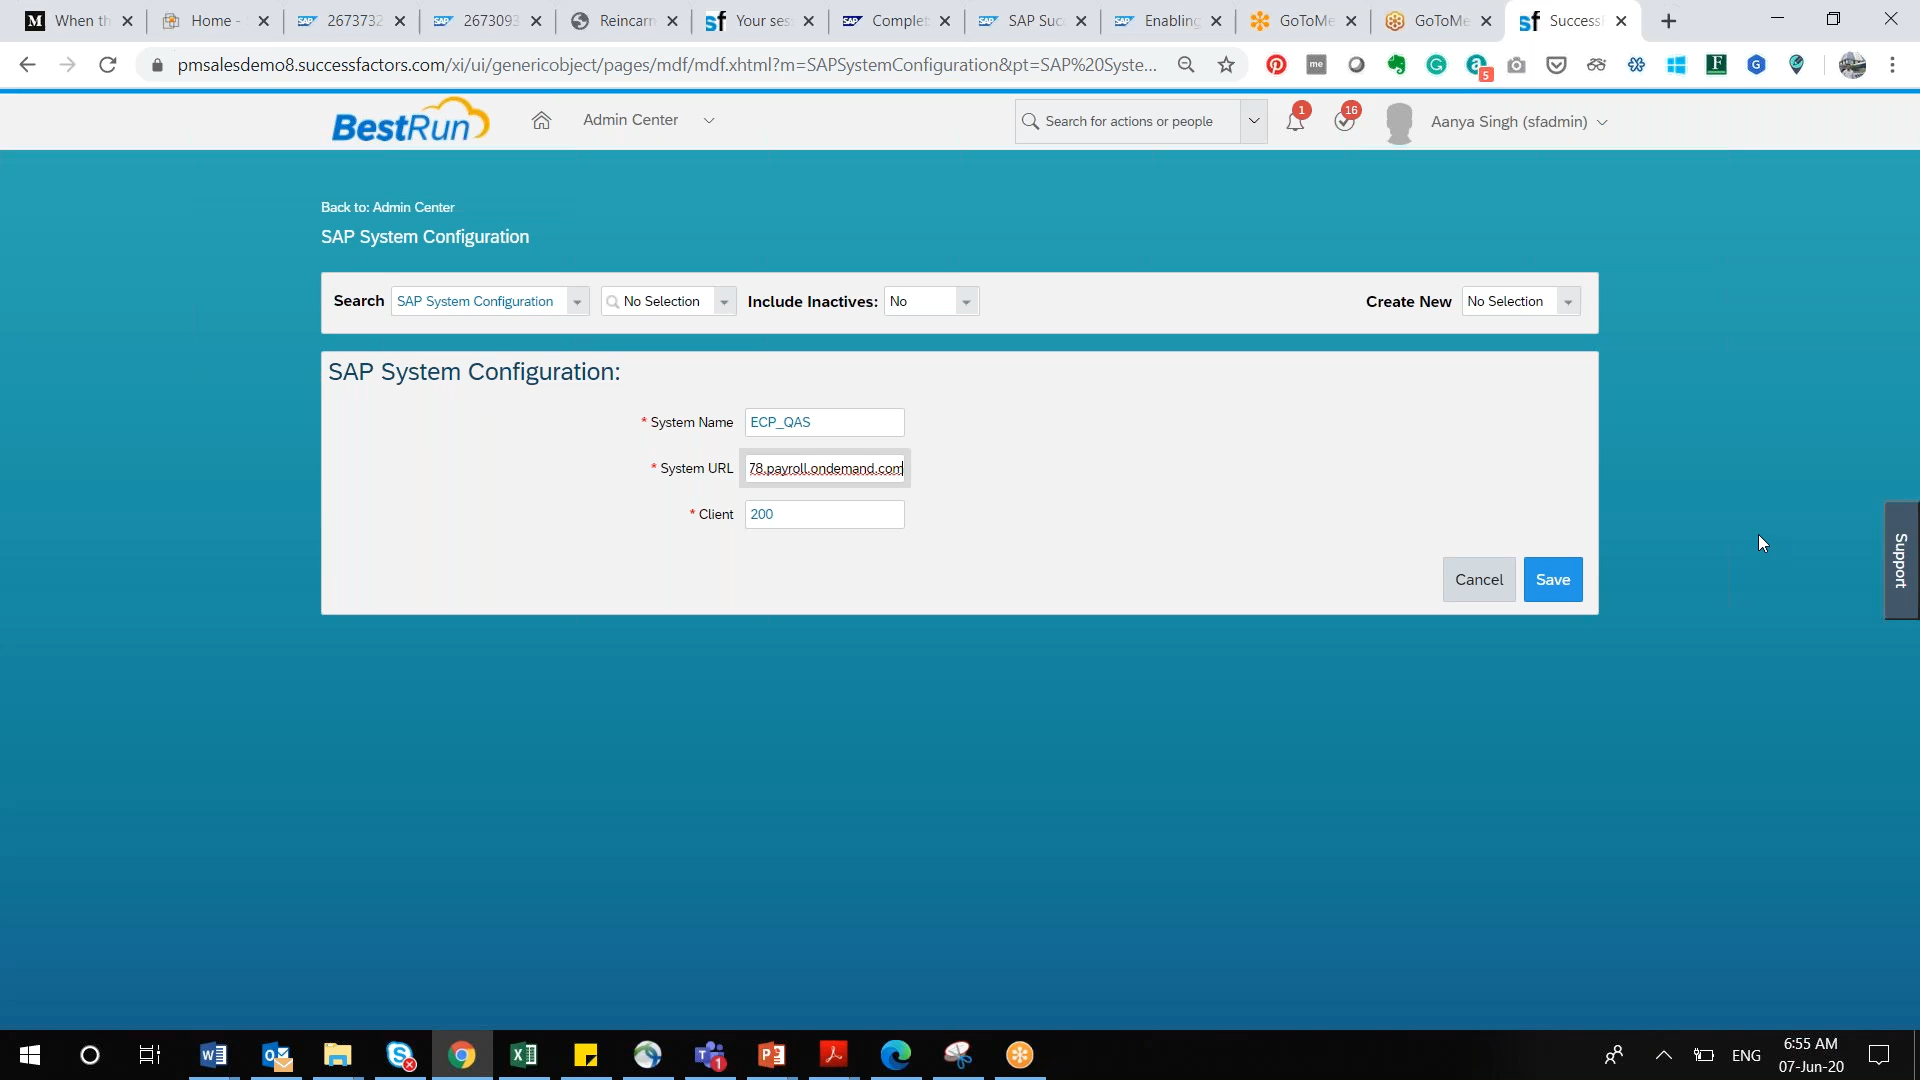 When th
Home -
2673732
2673093
Reincarn
Your ses
Complet
SAP Suc
Enabling
GoToMe
GoToMe
Success
pmsalesdemo8.successfactors.com/xi/ui/genericobject/pages/mdf/mdf.xhtml?m=SAPSystemConfiguration&pt=SAP%20Syste...
me
5
BestRun
Admin Center
Search for actions or people
1
16
Aanya Singh (sfadmin)
Back to: Admin Center
SAP System Configuration
Search SAP System Configuration No Selection Include Inactives: No Create New No Selection
SAP System Configuration:
* System Name ECP_QAS
* System URL 78.payroll.ondemand.com
* Client 200
Cancel Save
Support
ENG
6:55 AM
07-Jun-20